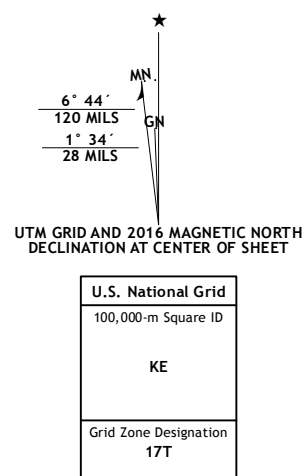 ★
MN
GN
6° 44´
120 MILS
1° 34´
28 MILS
UTM GRID AND 2016 MAGNETIC NORTH
DECLINATION AT CENTER OF SHEET
U.S. National Grid
100,000-m Square ID
KE
Grid Zone Designation
17T